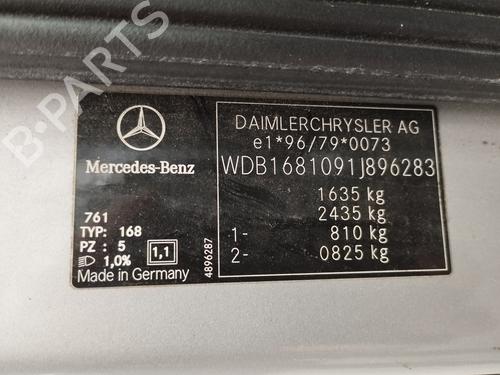 B-PARTS
DAIMLERCHRYSLER AG
e1*96/79*0073
WDB1681091J896283
Mercedes-Benz
1635 kg
2435 kg
1- 810 kg
2- 0825 kg
761
TYP: 168
PZ : 5
1,0% 1,1
Made in Germany
4896287